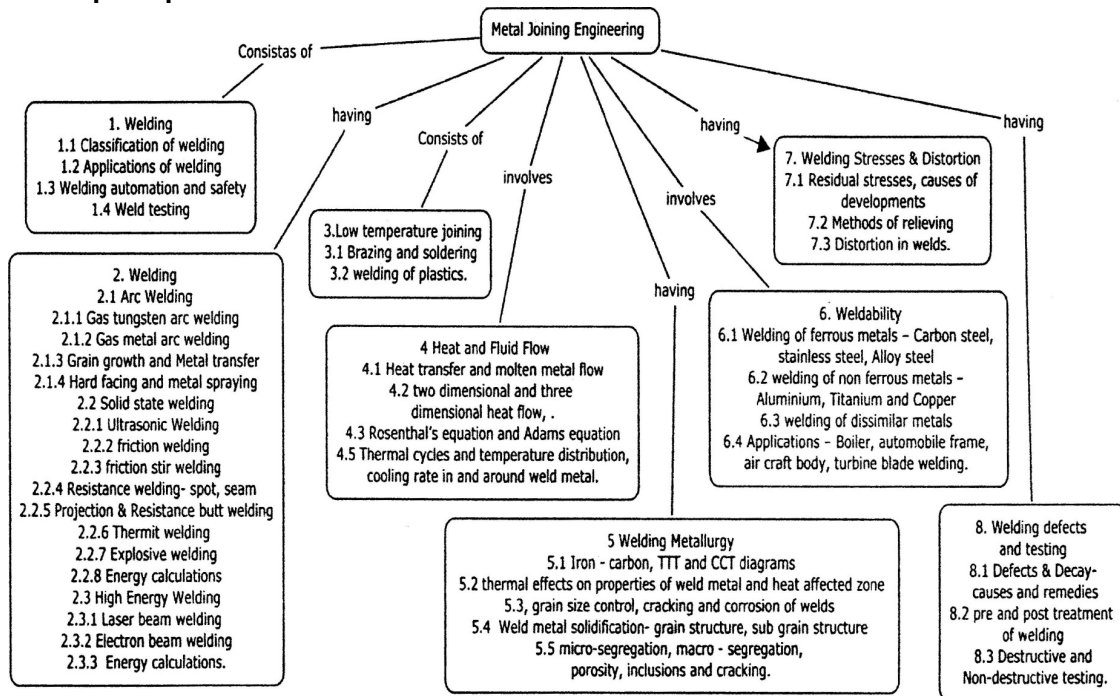 Metal Joining Engineering
Consistas of
1. Welding
1.1 Classification of welding
1.2 Applications of welding
1.3 Welding automation and safety
1.4 Weld testing
having
2. Welding
2.1 Arc Welding
2.1.1 Gas tungsten arc welding
2.1.2 Gas metal arc welding
2.1.3 Grain growth and Metal transfer
2.1.4 Hard facing and metal spraying
2.2 Solid state welding
2.2.1 Ultrasonic Welding
2.2.2 friction welding
2.2.3 friction stir welding
2.2.4 Resistance welding- spot, seam
2.2.5 Projection & Resistance butt welding
2.2.6 Thermit welding
2.2.7 Explosive welding
2.2.8 Energy calculations
2.3 High Energy Welding
2.3.1 Laser beam welding
2.3.2 Electron beam welding
2.3.3 Energy calculations.
Consists of
3.Low temperature joining
3.1 Brazing and soldering
3.2 welding of plastics.
involves
4 Heat and Fluid Flow
4.1 Heat transfer and molten metal flow
4.2 two dimensional and three
dimensional heat flow, .
4.3 Rosenthal's equation and Adams equation
4.5 Thermal cycles and temperature distribution,
cooling rate in and around weld metal.
having
5 Welding Metallurgy
5.1 Iron - carbon, TTT and CCT diagrams
5.2 thermal effects on properties of weld metal and heat affected zone
5.3, grain size control, cracking and corrosion of welds
5.4 Weld metal solidification- grain structure, sub grain structure
5.5 micro-segregation, macro - segregation,
porosity, inclusions and cracking.
involves
6. Weldability
6.1 Welding of ferrous metals – Carbon steel,
stainless steel, Alloy steel
6.2 welding of non ferrous metals –
Aluminium, Titanium and Copper
6.3 welding of dissimilar metals
6.4 Applications – Boiler, automobile frame,
air craft body, turbine blade welding.
having
7. Welding Stresses & Distortion
7.1 Residual stresses, causes of
developments
7.2 Methods of relieving
7.3 Distortion in welds.
having
8. Welding defects
and testing
8.1 Defects & Decay-
causes and remedies
8.2 pre and post treatment
of welding
8.3 Destructive and
Non-destructive testing.